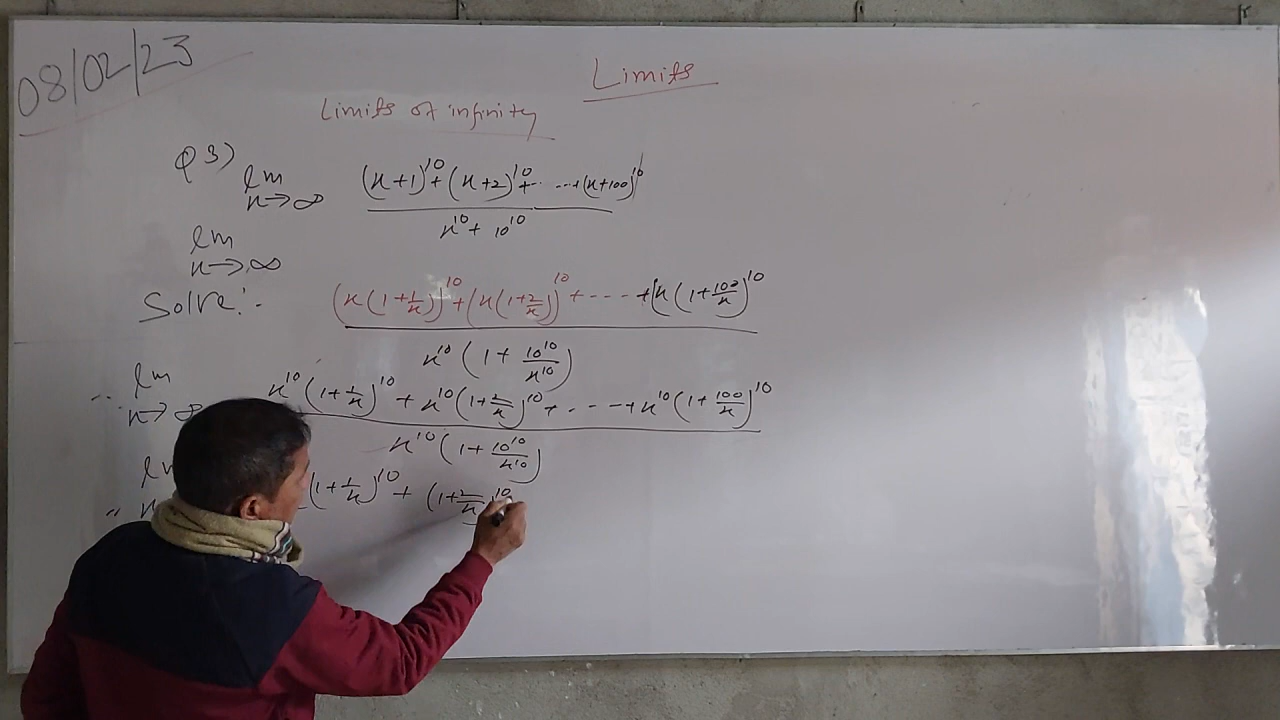 08/02/23
Limits
Limits of infinity
Q 3) lim x→∞ (x+1)^10 + (x+2)^10 + ... + (x+100)^10 / x^10 + 10^10
lim x→∞
Solve:-
(x(1+1/x))^10 + (x(1+2/x))^10 + ---- + (x(1+100/x))^10 / x^10 (1 + 10^10/x^10)
lim x→∞ x^10 (1+1/x)^10 + x^10 (1+2/x)^10 + ---- + x^10 (1+100/x)^10 / x^10 (1 + 10^10/x^10)
(1+1/x)^10 + (1+2/x)^10